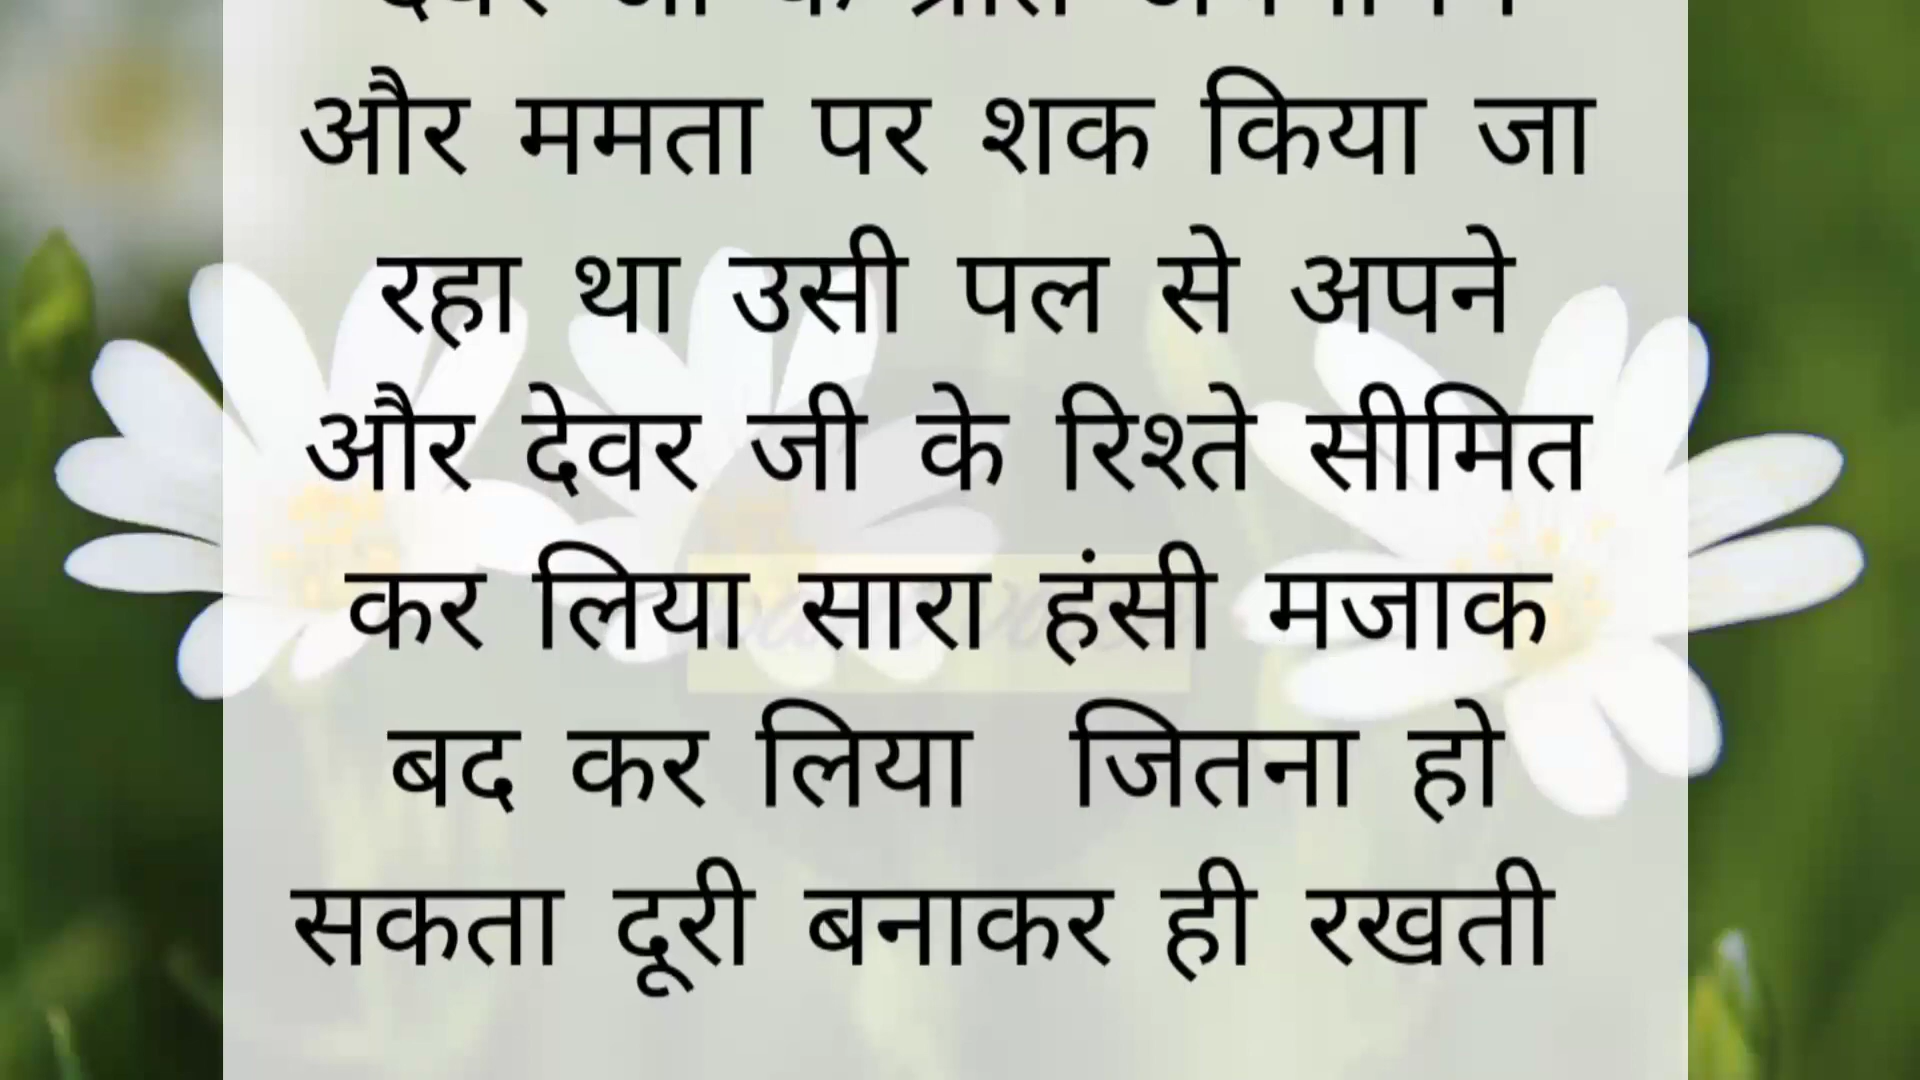 और ममता पर शक किया जा
रहा था उसी पल से अपने
और देवर जी के रिश्ते सीमित
कर लिया सारा हंसी मजाक
बद कर लिया जितना हो
सकता दूरी बनाकर ही रखती